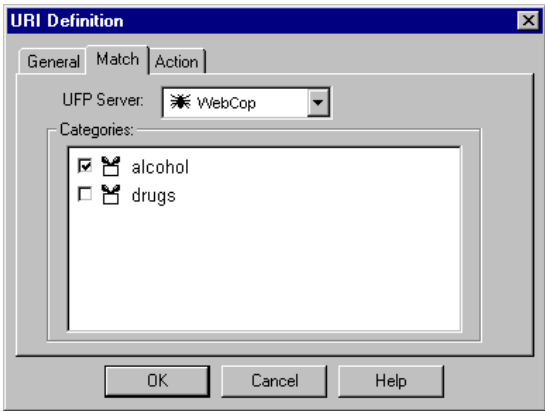 URI Definition
General Match Action
UFP Server: WebCop
Categories:
alcohol
drugs
OK Cancel Help